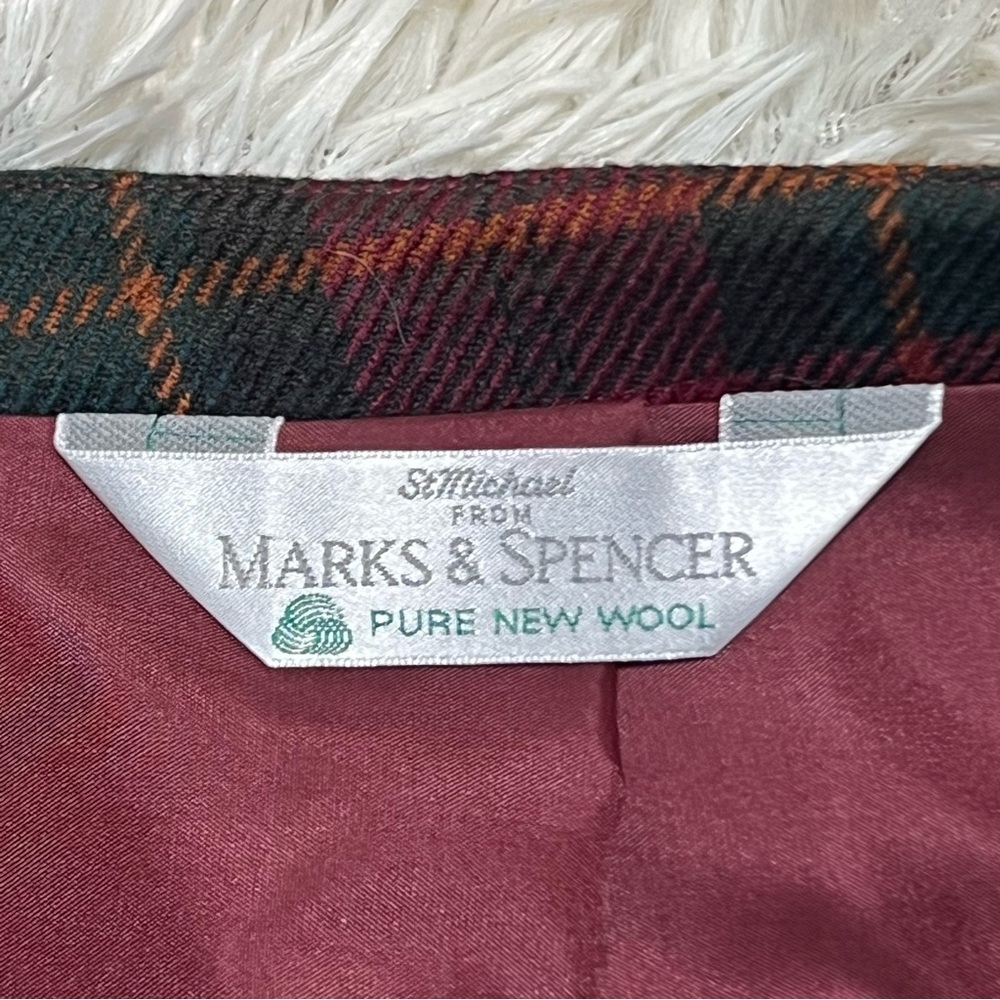 St Michael
FROM
MARKS & SPENCER
PURE NEW WOOL